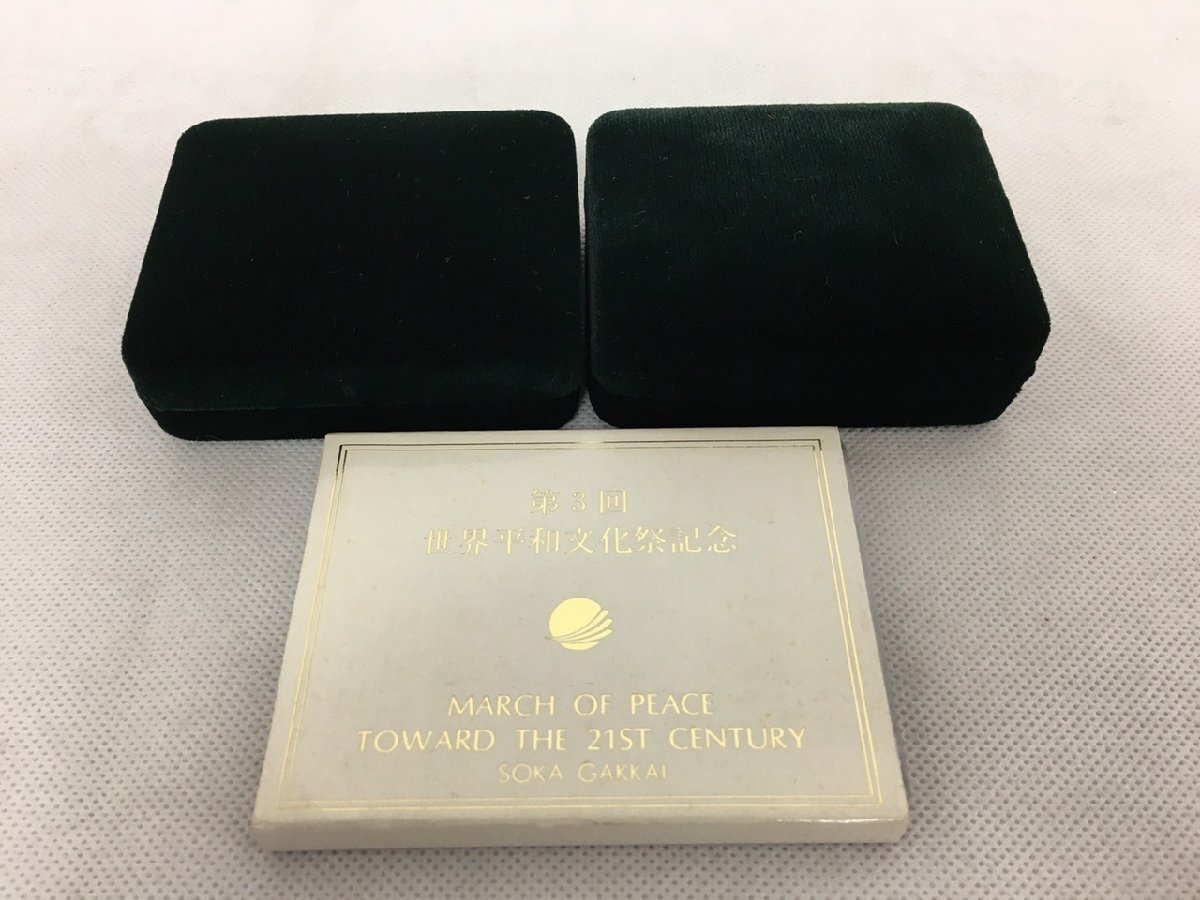 第3回
世界平和文化祭記念
MARCH OF PEACE
TOWARD THE 21ST CENTURY
SOKA GAKKAI